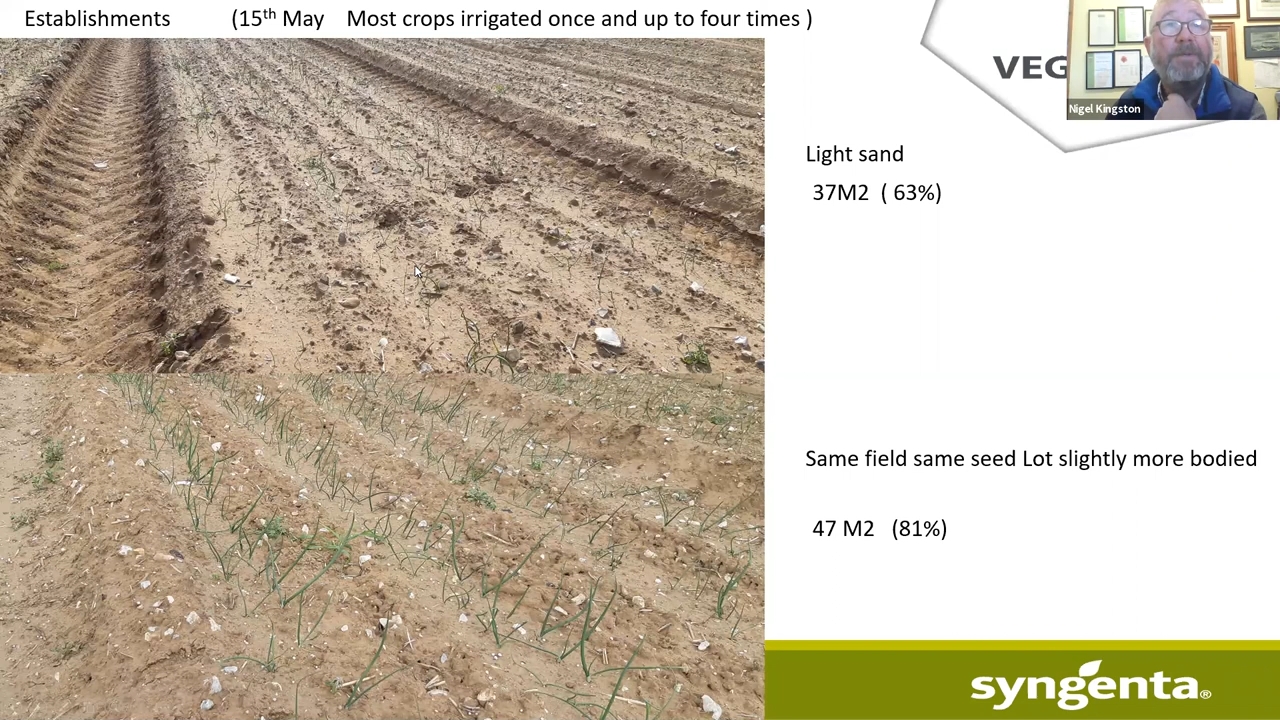 Establishments (15th May Most crops irrigated once and up to four times )
VEG
Nigel Kingston
Light sand
37M2 ( 63%)
Same field same seed Lot slightly more bodied
47 M2 (81%)
syngenta®